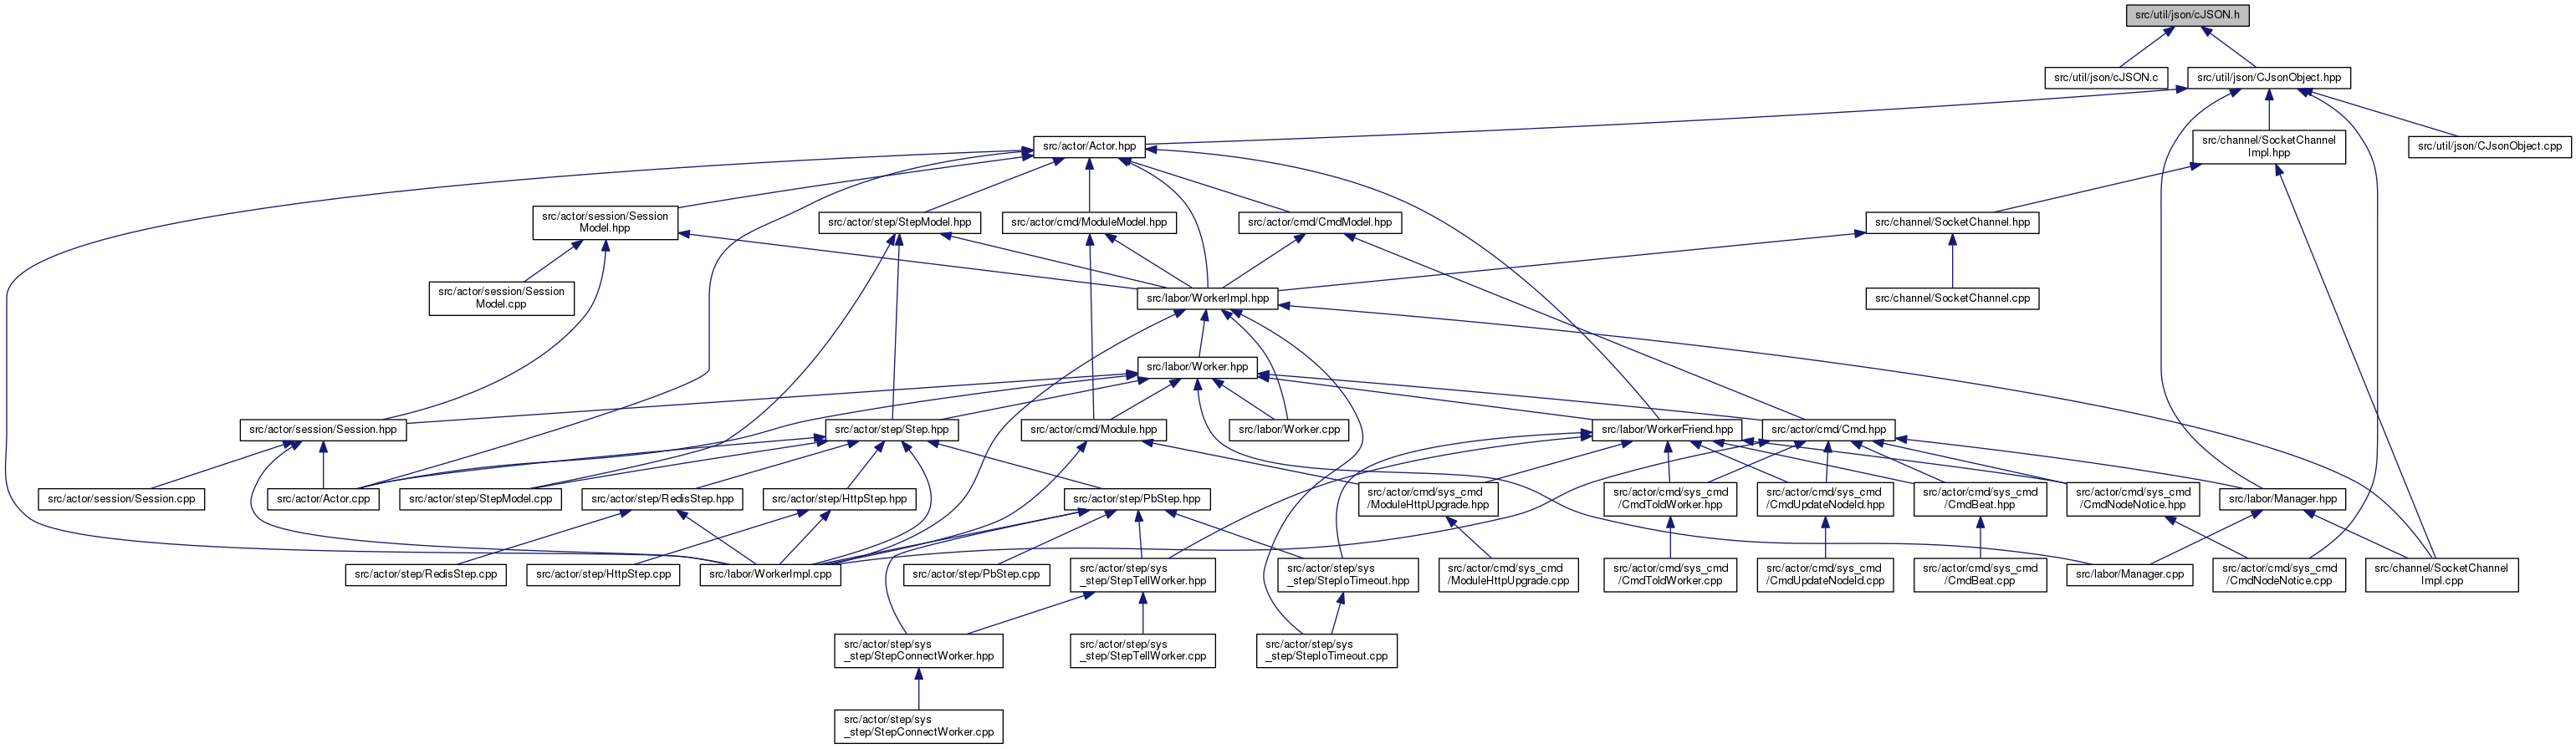 src/util/json/cJSON.h
src/util/json/cJSON.c
src/util/json/CJsonObject.hpp
src/actor/Actor.hpp
src/channel/SocketChannel
Impl.hpp
src/util/json/CJsonObject.cpp
src/actor/session/Session
Model.hpp
src/actor/step/StepModel.hpp
src/actor/cmd/ModuleModel.hpp
src/actor/cmd/CmdModel.hpp
src/channel/SocketChannel.hpp
src/actor/session/Session
Model.cpp
src/labor/WorkerImpl.hpp
src/channel/SocketChannel.cpp
src/labor/Worker.hpp
src/actor/session/Session.hpp
src/actor/step/Step.hpp
src/actor/cmd/Module.hpp
src/labor/Worker.cpp
src/labor/WorkerFriend.hpp
src/actor/cmd/Cmd.hpp
src/actor/session/Session.cpp
src/actor/Actor.cpp
src/actor/step/StepModel.cpp
src/actor/step/RedisStep.hpp
src/actor/step/HttpStep.hpp
src/actor/step/PbStep.hpp
src/actor/cmd/sys_cmd
/ModuleHttpUpgrade.hpp
src/actor/cmd/sys_cmd
/CmdToldWorker.hpp
src/actor/cmd/sys_cmd
/CmdUpdateNodeId.hpp
src/actor/cmd/sys_cmd
/CmdBeat.hpp
src/actor/cmd/sys_cmd
/CmdNodeNotice.hpp
src/labor/Manager.hpp
src/actor/step/RedisStep.cpp
src/actor/step/HttpStep.cpp
src/labor/WorkerImpl.cpp
src/actor/step/PbStep.cpp
src/actor/step/sys
_step/StepTellWorker.hpp
src/actor/step/sys
_step/StepIoTimeout.hpp
src/actor/cmd/sys_cmd
/ModuleHttpUpgrade.cpp
src/actor/cmd/sys_cmd
/CmdToldWorker.cpp
src/actor/cmd/sys_cmd
/CmdUpdateNodeId.cpp
src/actor/cmd/sys_cmd
/CmdBeat.cpp
src/labor/Manager.cpp
src/actor/cmd/sys_cmd
/CmdNodeNotice.cpp
src/channel/SocketChannel
Impl.cpp
src/actor/step/sys
_step/StepConnectWorker.hpp
src/actor/step/sys
_step/StepTellWorker.cpp
src/actor/step/sys
_step/StepIoTimeout.cpp
src/actor/step/sys
_step/StepConnectWorker.cpp